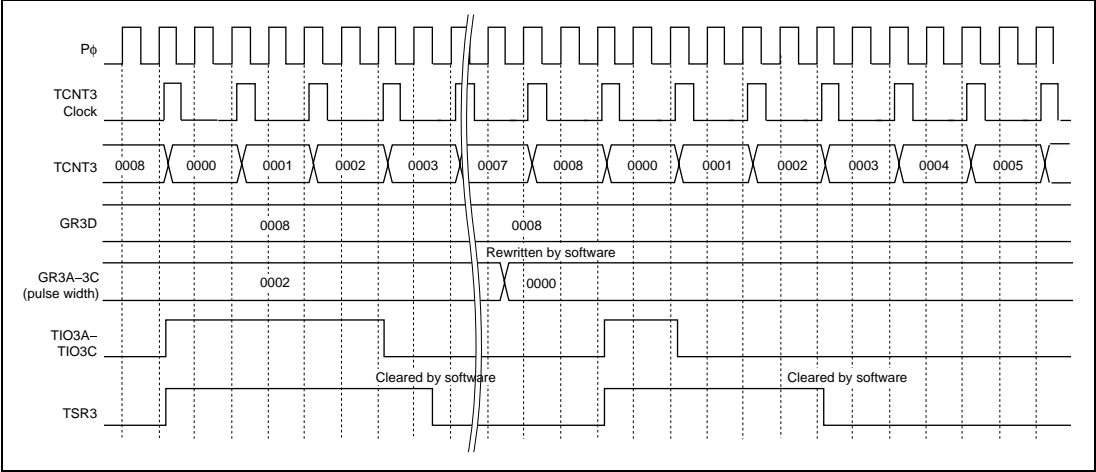 Pφ
TCNT3
Clock
TCNT3 0008 0000 0001 0002 0003 0007 0008 0000 0001 0002 0003 0004 0005
GR3D 0008 0008
Rewritten by software
GR3A–3C
(pulse width) 0002 0000
TIO3A–
TIO3C
Cleared by software Cleared by software
TSR3